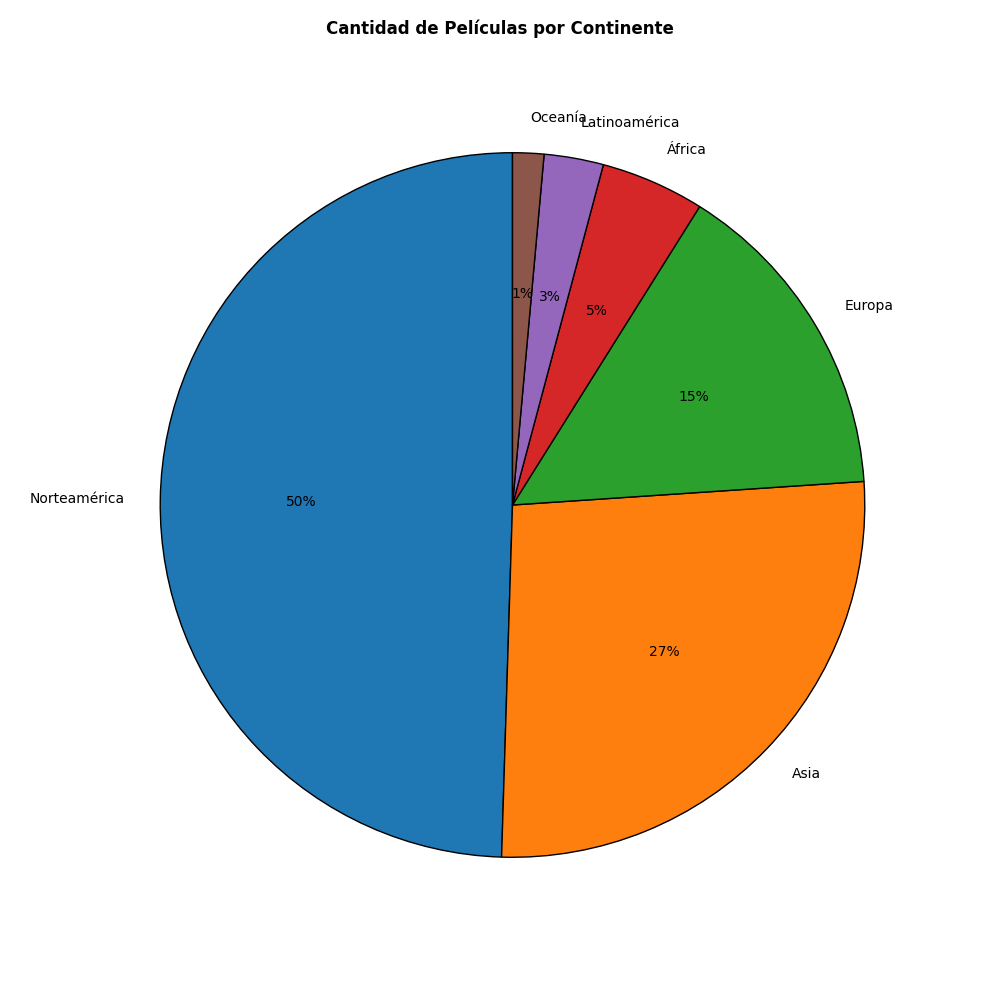 Cantidad de Películas por Continente
Oceanía
Latinoamérica
África
1%
3%
5%
Europa
15%
Norteamérica
50%
27%
Asia